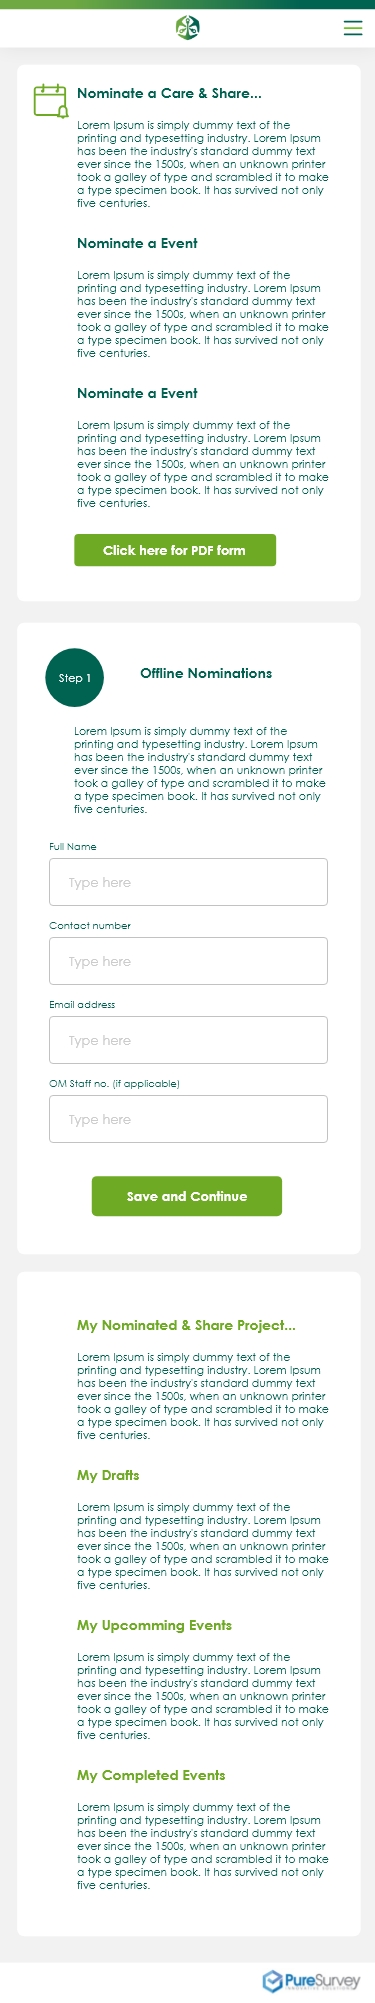 Nominate a Care & Share...
Lorem Ipsum is simply dummy text of the
printing and typesetting industry. Lorem Ipsum
has been the industry's standard dummy text
ever since the 1500s, when an unknown printer
took a galley of type and scrambled it to make
a type specimen book. It has survived not only
five centuries.
Nominate a Event
Lorem Ipsum is simply dummy text of the
printing and typesetting industry. Lorem Ipsum
has been the industry's standard dummy text
ever since the 1500s, when an unknown printer
took a galley of type and scrambled it to make
a type specimen book. It has survived not only
five centuries.
Nominate a Event
Lorem Ipsum is simply dummy text of the
printing and typesetting industry. Lorem Ipsum
has been the industry's standard dummy text
ever since the 1500s, when an unknown printer
took a galley of type and scrambled it to make
a type specimen book. It has survived not only
five centuries.
Click here for PDF form
Step 1
Offline Nominations
Lorem Ipsum is simply dummy text of the
printing and typesetting industry. Lorem Ipsum
has been the industry's standard dummy text
ever since the 1500s, when an unknown printer
took a galley of type and scrambled it to make
a type specimen book. It has survived not only
five centuries.
Full Name
Type here
Contact number
Type here
Email address
Type here
OM Staff no. (if applicable)
Type here
Save and Continue
My Nominated & Share Project...
Lorem Ipsum is simply dummy text of the
printing and typesetting industry. Lorem Ipsum
has been the industry's standard dummy text
ever since the 1500s, when an unknown printer
took a galley of type and scrambled it to make
a type specimen book. It has survived not only
five centuries.
My Drafts
Lorem Ipsum is simply dummy text of the
printing and typesetting industry. Lorem Ipsum
has been the industry's standard dummy text
ever since the 1500s, when an unknown printer
took a galley of type and scrambled it to make
a type specimen book. It has survived not only
five centuries.
My Upcomming Events
Lorem Ipsum is simply dummy text of the
printing and typesetting industry. Lorem Ipsum
has been the industry's standard dummy text
ever since the 1500s, when an unknown printer
took a galley of type and scrambled it to make
a type specimen book. It has survived not only
five centuries.
My Completed Events
Lorem Ipsum is simply dummy text of the
printing and typesetting industry. Lorem Ipsum
has been the industry's standard dummy text
ever since the 1500s, when an unknown printer
took a galley of type and scrambled it to make
a type specimen book. It has survived not only
five centuries.
PureSurvey
INNOVATIVE SOLUTIONS